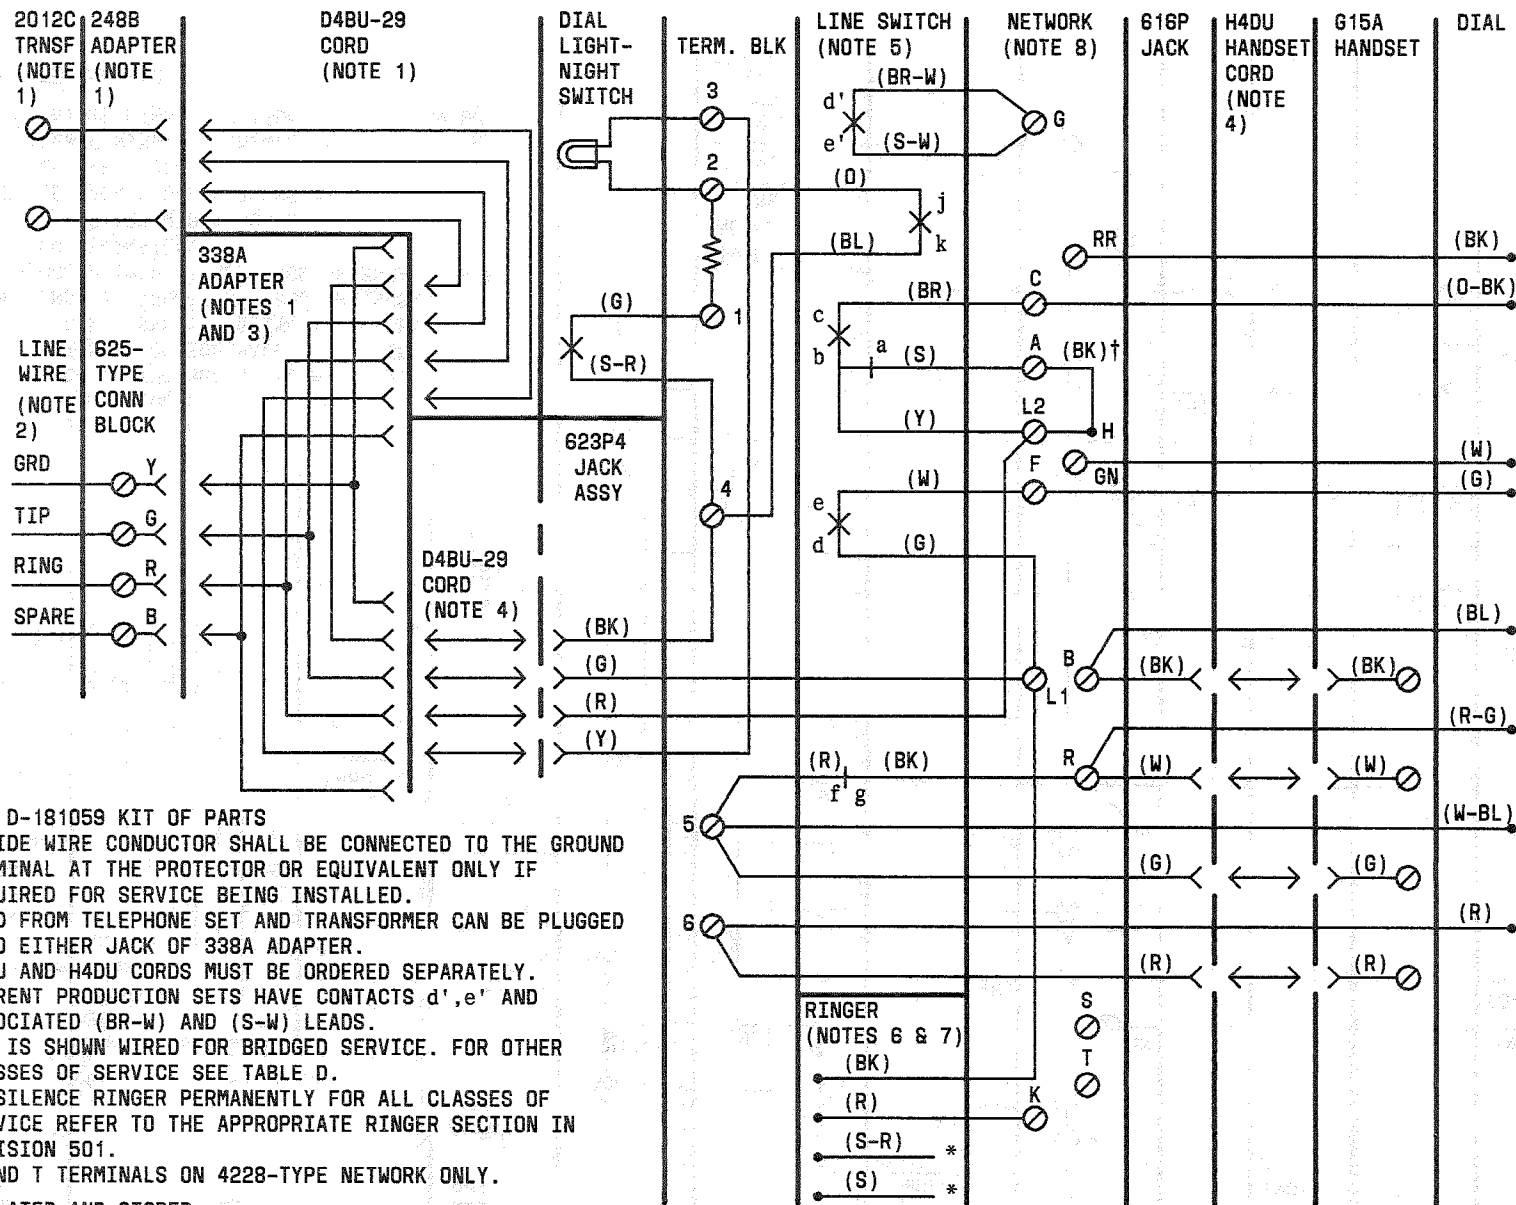 2012C
TRNSF
(NOTE
1)
248B
ADAPTER
(NOTE
1)
D4BU-29
CORD
(NOTE 1)
DIAL
LIGHT-
NIGHT
SWITCH
TERM. BLK
LINE SWITCH
(NOTE 5)
NETWORK
(NOTE 8)
616P
JACK
H4DU
HANDSET
CORD
(NOTE
4)
G15A
HANDSET
DIAL
3
(BR-W)
d'
e'
(S-W)
G
2
(O)
j
k
(BL)
RR
(BK)
338A
ADAPTER
(NOTES 1
AND 3)
(G)
1
(BR)
C
(O-BK)
c
b
a
(S)
A
(BK)†
(S-R)
LINE
WIRE
(NOTE
2)
625-
TYPE
CONN
BLOCK
(Y)
L2
H
623P4
JACK
ASSY
GRD
Y
F
GN
(W)
(G)
4
e
d
(W)
(G)
TIP
G
RING
R
SPARE
B
D4BU-29
CORD
(NOTE 4)
(BK)
(G)
(R)
(Y)
L1
B
(BL)
(BK)
(BK)
(R-G)
R
(W)
(W)
(R)
f
g
(BK)
5
(W-BL)
(G)
(G)
6
(R)
(R)
(R)
D-181059 KIT OF PARTS
IDE WIRE CONDUCTOR SHALL BE CONNECTED TO THE GROUND
MINAL AT THE PROTECTOR OR EQUIVALENT ONLY IF
UIRED FOR SERVICE BEING INSTALLED.
D FROM TELEPHONE SET AND TRANSFORMER CAN BE PLUGGED
O EITHER JACK OF 338A ADAPTER.
U AND H4DU CORDS MUST BE ORDERED SEPARATELY.
RENT PRODUCTION SETS HAVE CONTACTS d',e' AND
OCIATED (BR-W) AND (S-W) LEADS.
IS SHOWN WIRED FOR BRIDGED SERVICE. FOR OTHER
SSES OF SERVICE SEE TABLE D.
SILENCE RINGER PERMANENTLY FOR ALL CLASSES OF
VICE REFER TO THE APPROPRIATE RINGER SECTION IN
ISION 501.
ND T TERMINALS ON 4228-TYPE NETWORK ONLY.
RINGER
(NOTES 6 & 7)
(BK)
(R)
(S-R) *
(S) *
K
S
T